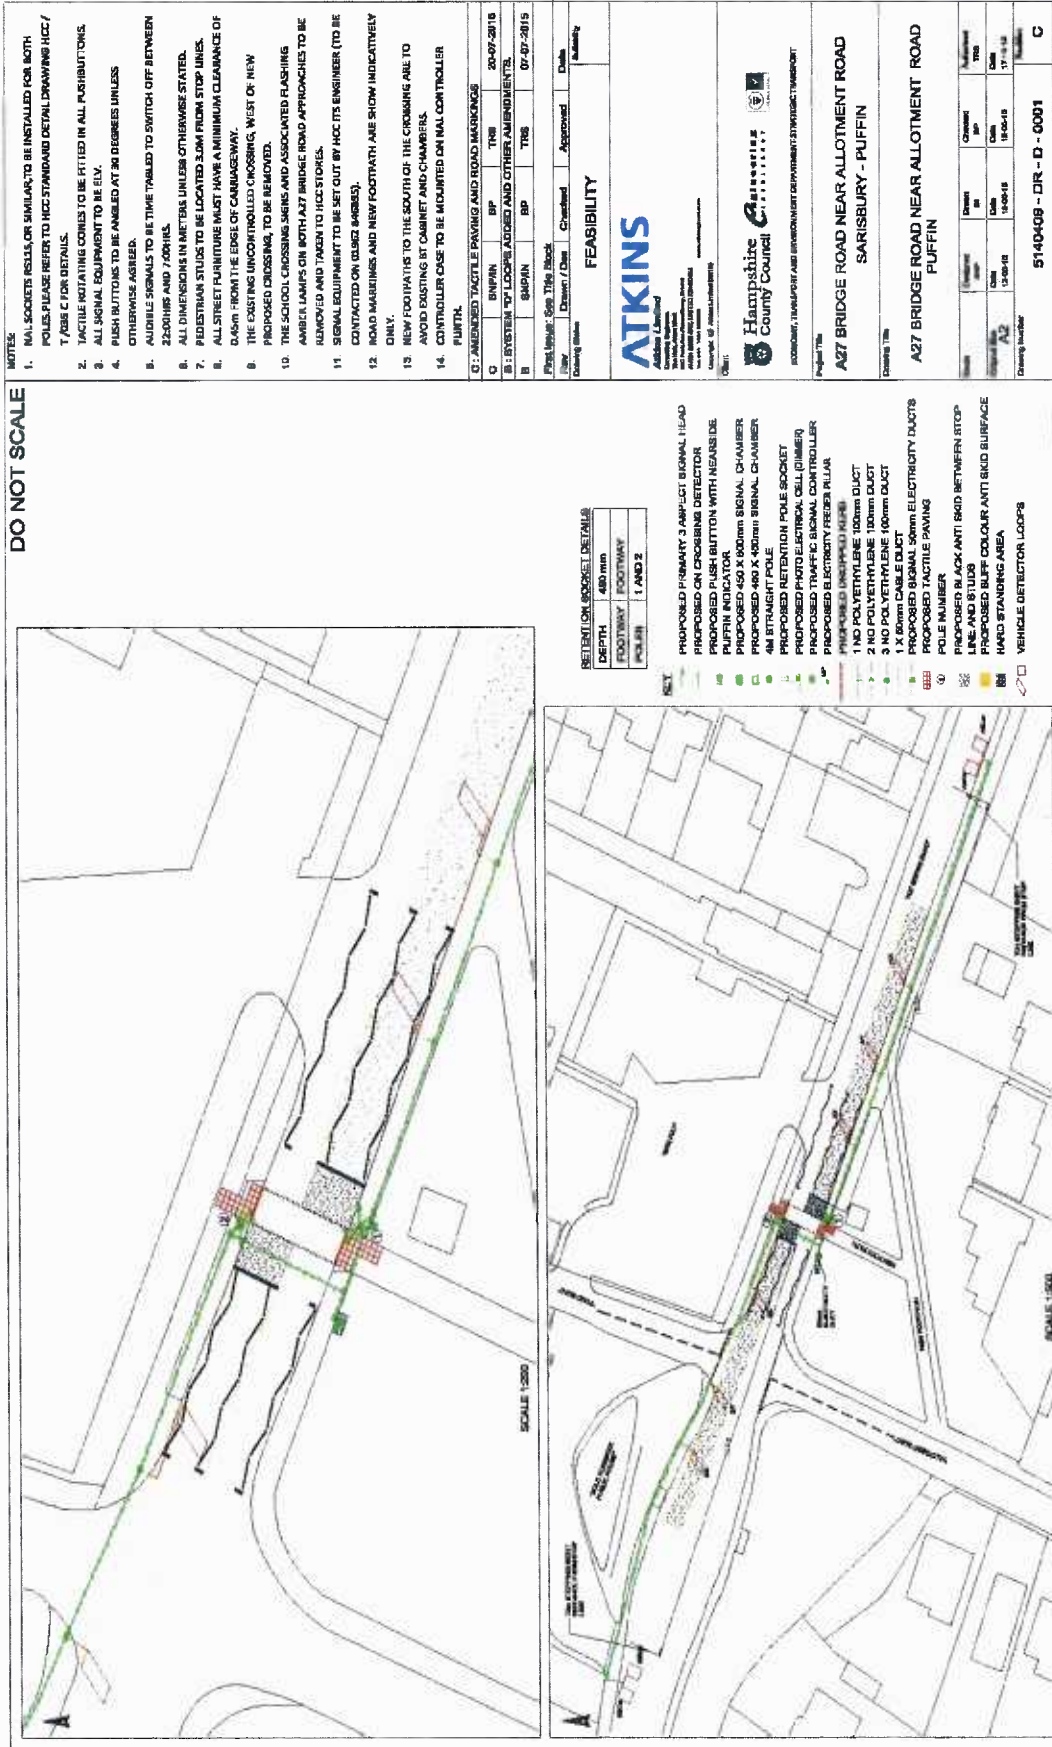 DO NOT SCALE
NOTES:
1. NAL SOCKETS RS115, OR SIMILAR, TO BE INSTALLED FOR BOTH
POLES. PLEASE REFER TO HCC STANDARD DETAIL DRAWING HCC /
FOR DETAILS.
2. TACTILE ROTATING CONES TO BE FITTED IN ALL PUSHBUTTONS.
3. ALL SIGNAL EQUIPMENT TO BE ELV.
4. PUSH BUTTONS TO BE ANGLED AT 30 DEGREES UNLESS
OTHERWISE AGREED.
5. AUDIBLE SIGNALS TO BE TIME TABLED TO SWITCH OFF BETWEEN
2200HRS AND 700HRS.
6. ALL DIMENSIONS IN METERS UNLESS OTHERWISE STATED.
7. PEDESTRIAN STUDS TO BE LOCATED 3.0M FROM STOP LINES.
8. ALL STREET FURNITURE MUST HAVE A MINIMUM CLEARANCE OF
0.45m FROM THE EDGE OF CARRIAGEWAY.
9. THE EXISTING UNCONTROLLED CROSSING, WEST OF NEW
PROPOSED CROSSING, TO BE REMOVED.
10. THE SCHOOL CROSSING SIGNS AND ASSOCIATED FLASHING
AMBER LAMPS ON BOTH A27 BRIDGE ROAD APPROACHES TO BE
REMOVED AND TAKEN TO HCC STORES.
11. SIGNAL EQUIPMENT TO BE SET OUT BY HCC ITS ENGINEER (TO BE
CONTACTED ON 01962 846885).
12. ROAD MARKINGS AND NEW FOOTPATH ARE SHOW INDICATIVELY
ONLY.
13. NEW FOOTPATHS TO THE SOUTH OF THE CROSSING ARE TO
AVOID EXISTING BT CABINET AND CHAMBERS.
14. CONTROLLER CASE TO BE MOUNTED ON NAL CONTROLLER
PLINTH.
C : AMENDED TACTILE PAVING AND ROAD MARKINGS
C BNPAN BP TRB 20-07-2015
B : SYSTEM "D" LOOPS ADDED AND OTHER AMENDMENTS.
B BNPAN BP TRB 07-07-2015
First Issue: See Title Block
Rev Drawn / Des Checked Approved Date
Drawing Status Suitability
FEASIBILITY
ATKINS
Atkins Limited
Client
Hampshire County Council
Engineering
ECONOMY, TRANSPORT AND ENVIRONMENT DEPARTMENT STRATEGIC TRANSPORT
Project Title
A27 BRIDGE ROAD NEAR ALLOTMENT ROAD
SARISBURY - PUFFIN
Drawing Title
A27 BRIDGE ROAD NEAR ALLOTMENT ROAD
PUFFIN
A2
Drawing Number
5140409 - DR - D - 0001 C
RETENTION SOCKET DETAILS
DEPTH 480 mm
FOOTWAY FOOTWAY
POLES 1 AND 2
KEY
PROPOSED PRIMARY 3 ASPECT SIGNAL HEAD
PROPOSED ON CROSSING DETECTOR
PROPOSED PUSH BUTTON WITH NEARSIDE
PUFFIN INDICATOR
PROPOSED 450 X 600mm SIGNAL CHAMBER
PROPOSED 450 X 450mm SIGNAL CHAMBER
4M STRAIGHT POLE
PROPOSED RETENTION POLE SOCKET
PROPOSED PHOTO ELECTRICAL CELL (DIMMER)
PROPOSED TRAFFIC SIGNAL CONTROLLER
PROPOSED ELECTRICITY FEEDER PILLAR
PROPOSED DROPPED KERB
1 NO POLYETHYLENE 100mm DUCT
2 NO POLYETHYLENE 100mm DUCT
3 NO POLYETHYLENE 100mm DUCT
1 X 50mm CABLE DUCT
PROPOSED SIGNAL 50mm ELECTRICITY DUCTS
PROPOSED TACTILE PAVING
POLE NUMBER
PROPOSED BLACK ANTI SKID BETWEEN STOP
LINE AND STUDS
PROPOSED BUFF COLOUR ANTI SKID SURFACE
HARD STANDING AREA
VEHICLE DETECTOR LOOPS
SCALE 1:200
SCALE 1:500